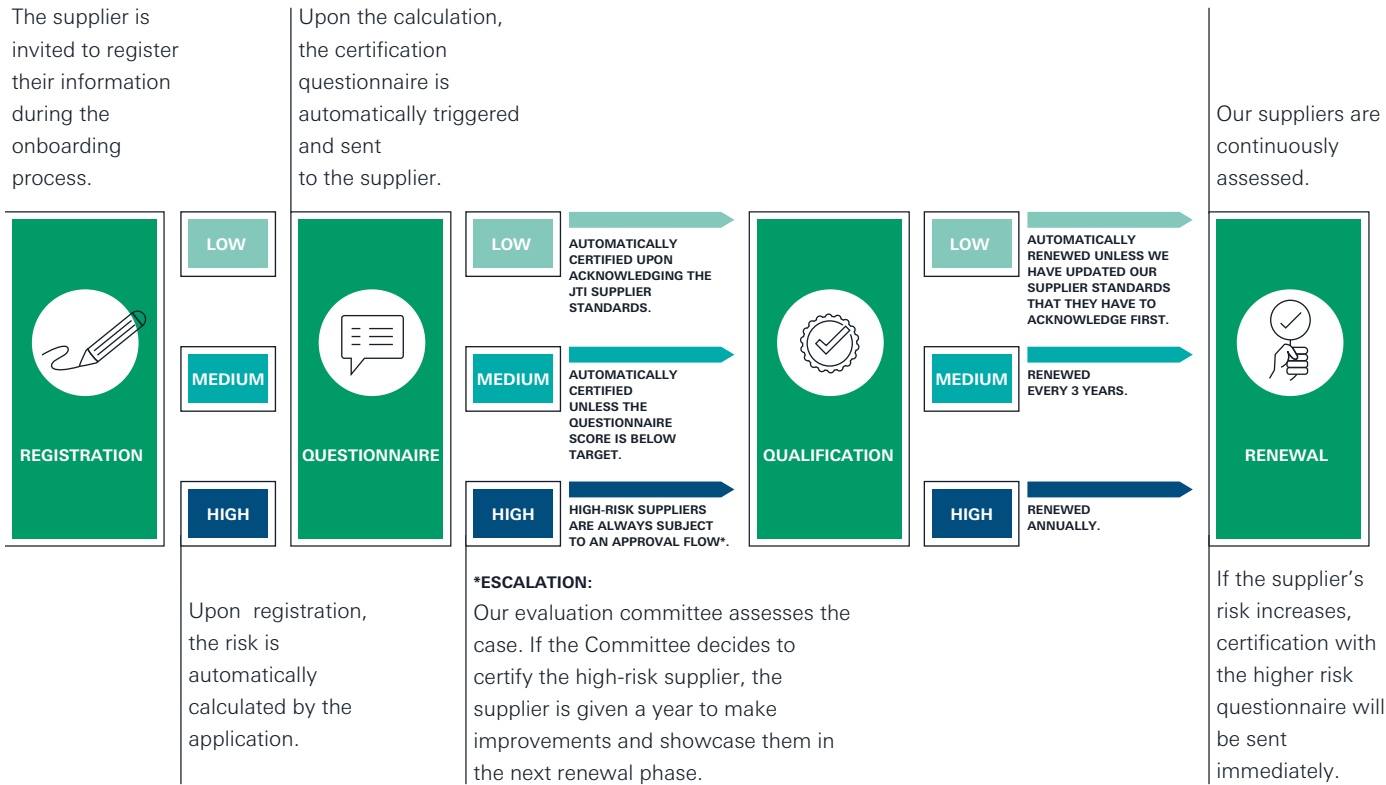 The supplier is
invited to register
their information
during the
onboarding
process.
Upon the calculation,
the certification
questionnaire is
automatically triggered
and sent
to the supplier.
Our suppliers are
continuously
assessed.
REGISTRATION
LOW
MEDIUM
HIGH
QUESTIONNAIRE
LOW
AUTOMATICALLY
CERTIFIED UPON
ACKNOWLEDGING THE
JTI SUPPLIER
STANDARDS.
MEDIUM
AUTOMATICALLY
CERTIFIED
UNLESS THE
QUESTIONNAIRE
SCORE IS BELOW
TARGET.
HIGH
HIGH-RISK SUPPLIERS
ARE ALWAYS SUBJECT
TO AN APPROVAL FLOW*.
QUALIFICATION
LOW
AUTOMATICALLY
RENEWED UNLESS WE
HAVE UPDATED OUR
SUPPLIER STANDARDS
THAT THEY HAVE TO
ACKNOWLEDGE FIRST.
MEDIUM
RENEWED
EVERY 3 YEARS.
HIGH
RENEWED
ANNUALLY.
RENEWAL
Upon registration,
the risk is
automatically
calculated by the
application.
*ESCALATION:
Our evaluation committee assesses the
case. If the Committee decides to
certify the high-risk supplier, the
supplier is given a year to make
improvements and showcase them in
the next renewal phase.
If the supplier’s
risk increases,
certification with
the higher risk
questionnaire will
be sent
immediately.